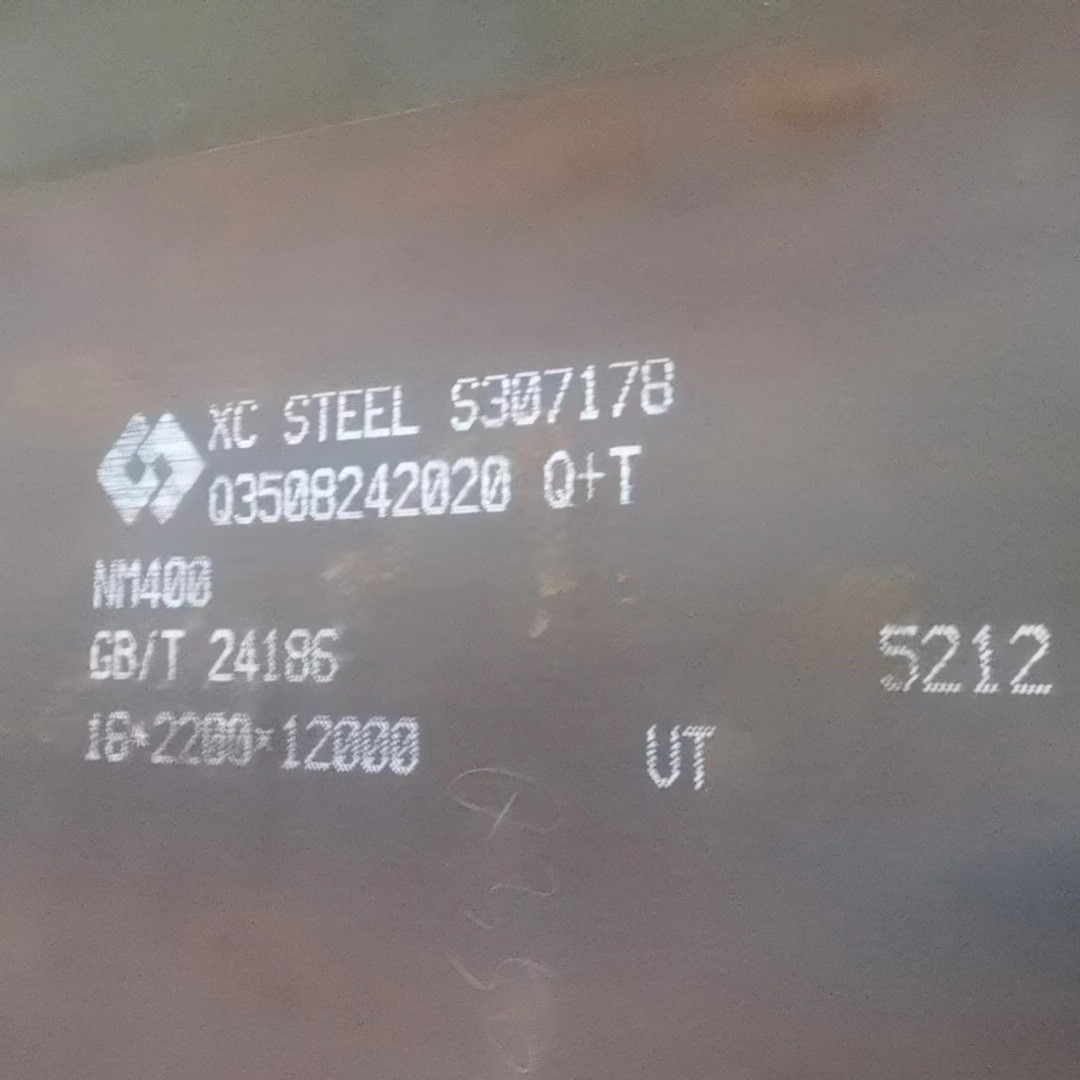 XC STEEL S307178
Q3508242020 Q+T
NM400
GB/T 24186
5212
16*2200×12000
UT